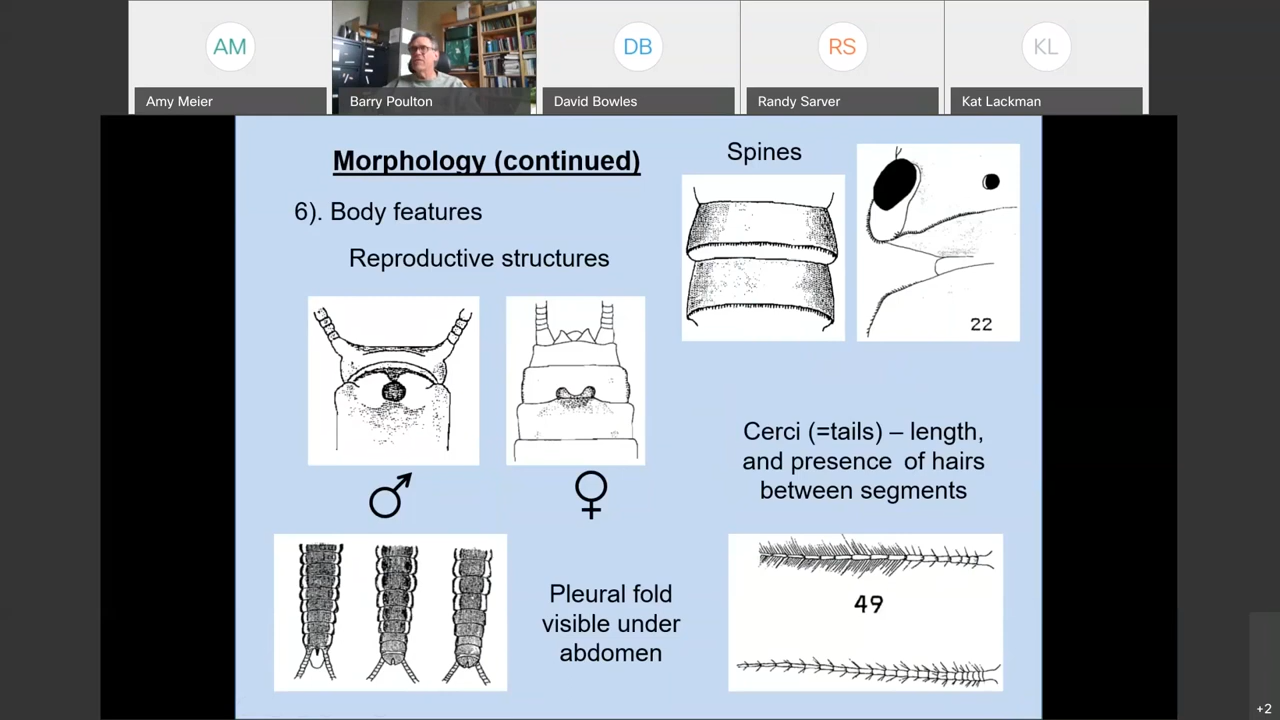 AM
DB
RS
KL
Amy Meier
Barry Poulton
David Bowles
Randy Sarver
Kat Lackman
Morphology (continued)
6). Body features
Reproductive structures
Spines
22
Cerci (=tails) – length,
and presence of hairs
between segments
Pleural fold
visible under
abdomen
49
+2